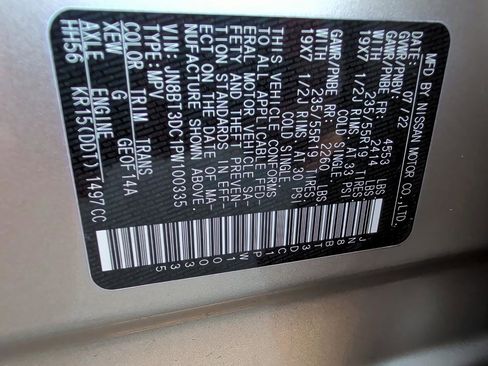 MFD BY NISSAN MOTOR CO.,LTD.
DATE: 07/22
GVWR/PNBV: 4553 LBS
GAWR/PNBE FR: 2414 LBS
WITH 235/55R19 TIRES,
19X7 1/2J RIMS AT 33 PSI
COLD SINGLE
GAWR/PNBE RR: 2260 LBS
WITH 235/55R19 TIRES,
19X7 1/2J RIMS AT 30 PSI
COLD SINGLE
THIS VEHICLE CONFORMS
TO ALL APPLICABLE FED-
ERAL MOTOR VEHICLE SA-
FETY AND THEFT PREVEN-
TION STANDARDS IN EFF-
ECT ON THE DATE OF MA-
NUFACTURE SHOWN ABOVE.
JN8BT3DC1PW100335
VIN: JN8BT3DC1PW100335.
TYPE: MPV
COLOR TRIM TRANS
XEW G GE0F14A
AXLE ENGINE
HH56 KR15(DDT) 1497CC